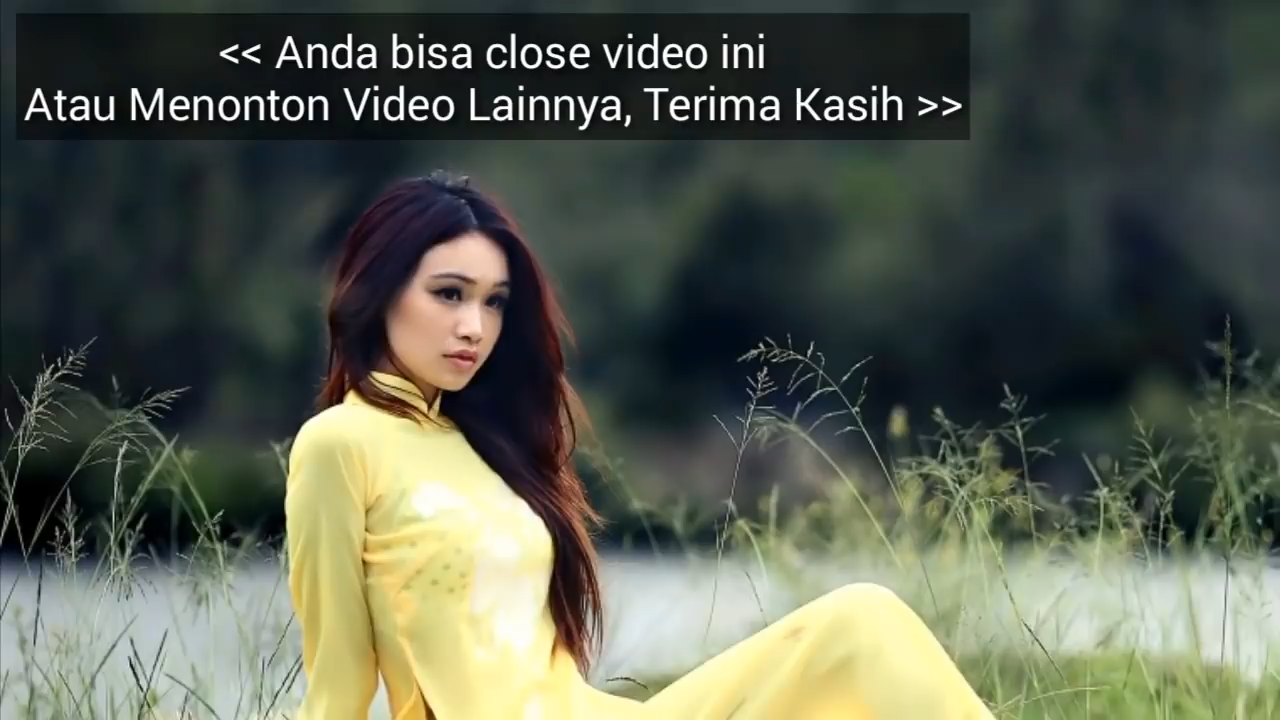 << Anda bisa close video ini
Atau Menonton Video Lainnya, Terima Kasih >>